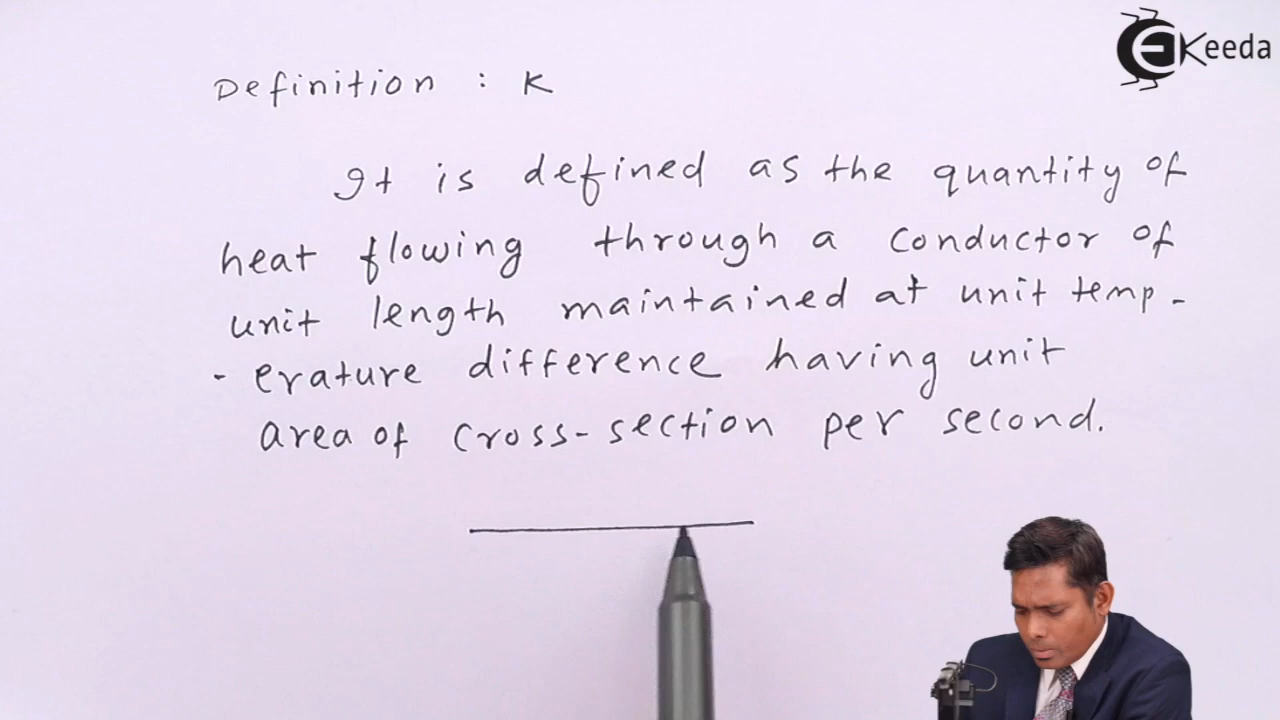 Keeda
Definition : K
It is defined as the quantity of
heat flowing through a conductor of
unit length maintained at unit temp-
- erature difference having unit
area of cross-section per second.